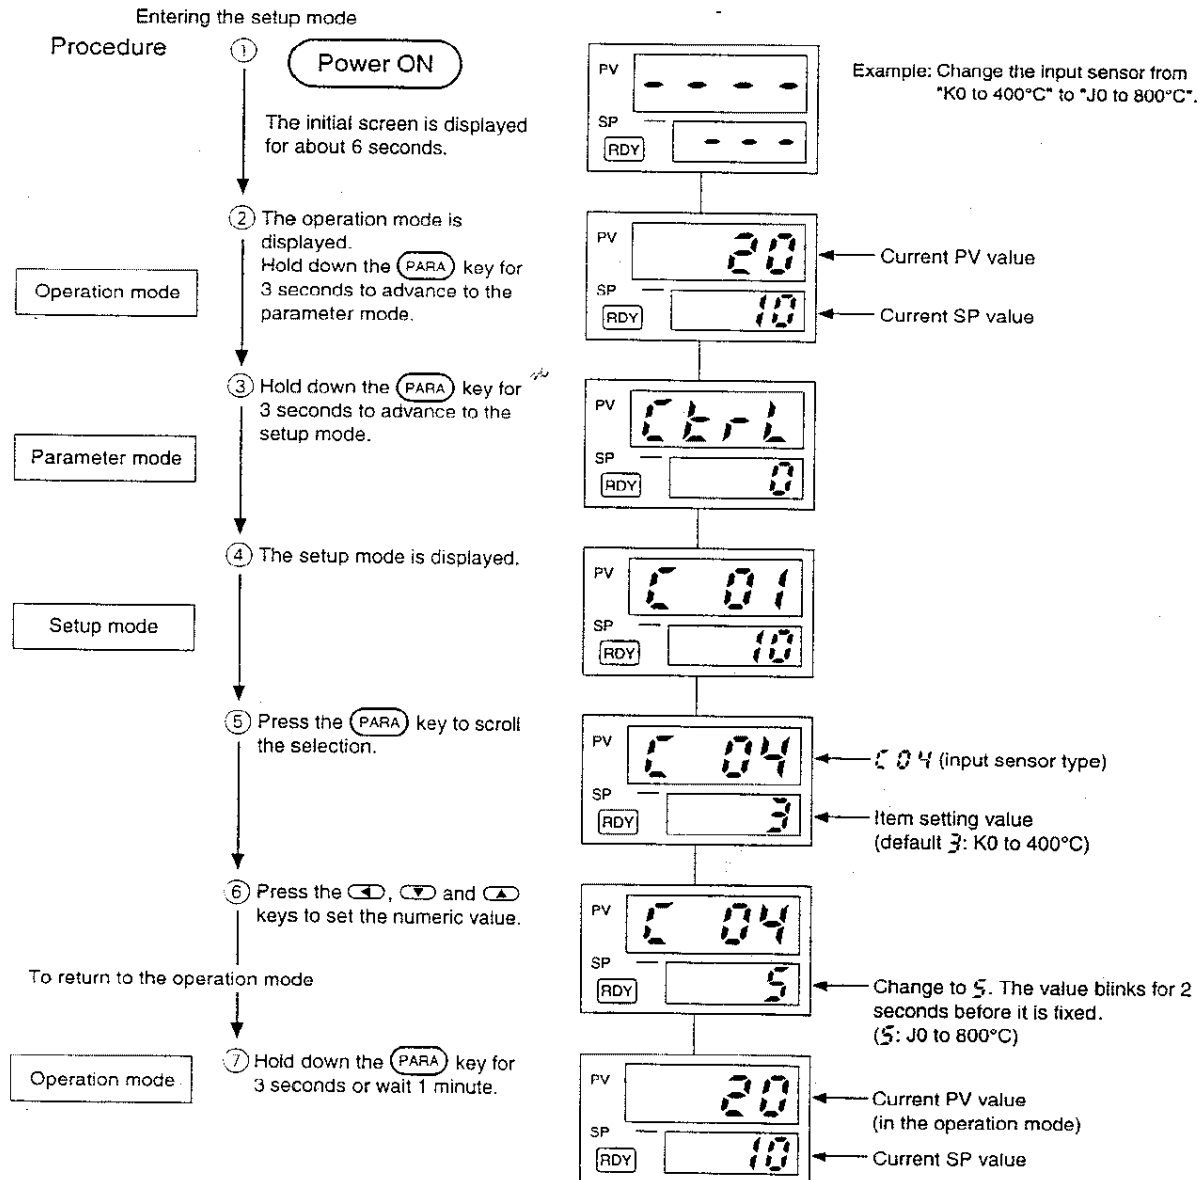 Entering the setup mode
Procedure
① Power ON
The initial screen is displayed
for about 6 seconds.
PV - - - -
SP - - -
RDY
Example: Change the input sensor from
"K0 to 400°C" to "J0 to 800°C".
② The operation mode is
displayed.
Hold down the PARA key for
3 seconds to advance to the
parameter mode.
Operation mode
PV 20
SP 10
RDY
Current PV value
Current SP value
③ Hold down the PARA key for
3 seconds to advance to the
setup mode.
Parameter mode
PV CtrL
SP 0
RDY
④ The setup mode is displayed.
Setup mode
PV C 01
SP 10
RDY
⑤ Press the PARA key to scroll
the selection.
PV C 04
SP 3
RDY
C 04 (input sensor type)
Item setting value
(default 3: K0 to 400°C)
⑥ Press the ◀, ▼ and ▲
keys to set the numeric value.
PV C 04
SP 5
RDY
Change to 5. The value blinks for 2
seconds before it is fixed.
(5: J0 to 800°C)
To return to the operation mode
⑦ Hold down the PARA key for
3 seconds or wait 1 minute.
Operation mode
PV 20
SP 10
RDY
Current PV value
(in the operation mode)
Current SP value